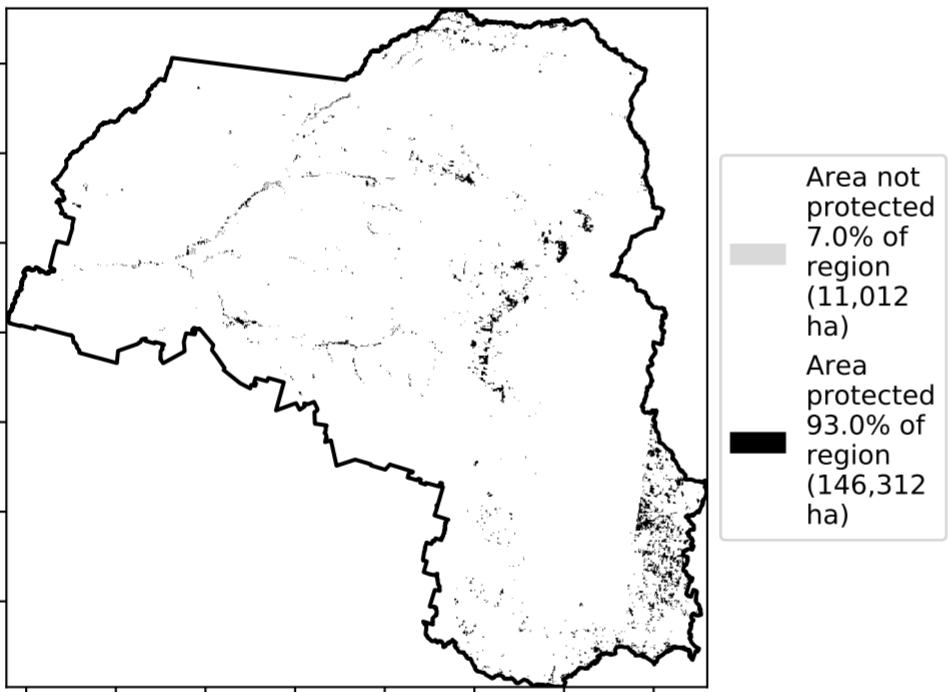 Area not
protected
7.0% of
region
(11,012
ha)
Area
protected
93.0% of
region
(146,312
ha)